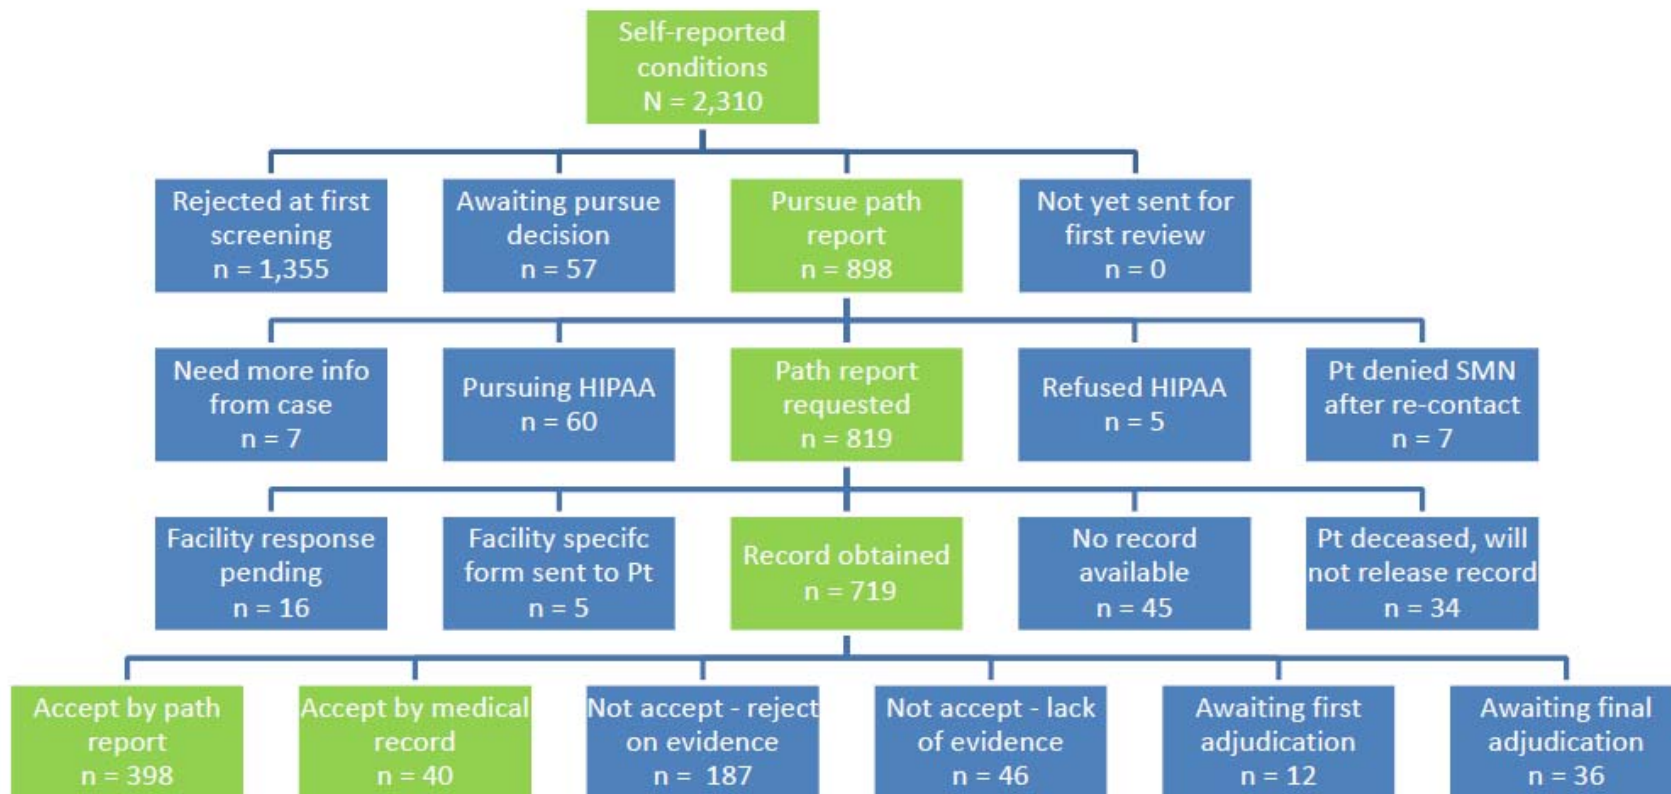 Self-reported
conditions
N = 2,310
Rejected at first
screening
n = 1,355
Awaiting pursue
decision
n = 57
Pursue path
report
n = 898
Not yet sent for
first review
n = 0
Need more info
from case
n = 7
Pursuing HIPAA
n = 60
Path report
requested
n = 819
Refused HIPAA
n = 5
Pt denied SMN
after re-contact
n = 7
Facility response
pending
n = 16
Facility specifc
form sent to Pt
n = 5
Record obtained
n = 719
No record
available
n = 45
Pt deceased, will
not release record
n = 34
Accept by path
report
n = 398
Accept by medical
record
n = 40
Not accept - reject
on evidence
n = 187
Not accept - lack
of evidence
n = 46
Awaiting first
adjudication
n = 12
Awaiting final
adjudication
n = 36